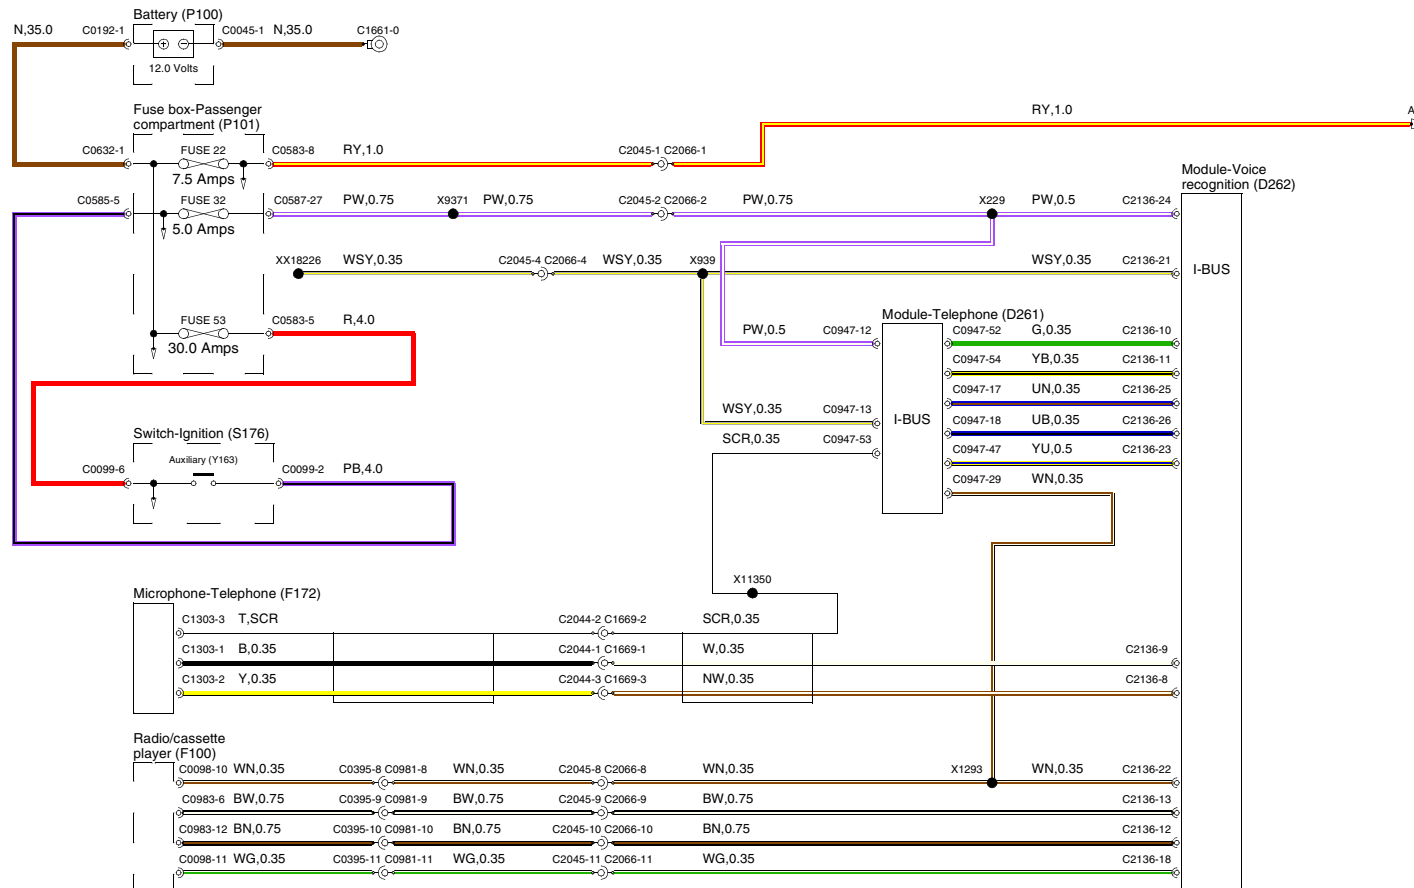 Battery (P100)
N,35.0 C0192-1 C0045-1 N,35.0 C1661-0
12.0 Volts
Fuse box-Passenger
compartment (P101)
RY,1.0
C0632-1 FUSE 22 C0583-8 RY,1.0 C2045-1 C2066-1
7.5 Amps
Module-Voice
recognition (D262)
C0585-5 FUSE 32 C0587-27 PW,0.75 X9371 PW,0.75 C2045-2 C2066-2 PW,0.75 X229 PW,0.5 C2136-24
5.0 Amps
XX18226 WSY,0.35 C2045-4 C2066-4 WSY,0.35 X939 WSY,0.35 C2136-21
I-BUS
FUSE 53 C0583-5 R,4.0
30.0 Amps
Module-Telephone (D261)
PW,0.5 C0947-12 C0947-52 G,0.35 C2136-10
C0947-54 YB,0.35 C2136-11
C0947-17 UN,0.35 C2136-25
WSY,0.35 C0947-13
I-BUS
C0947-18 UB,0.35 C2136-26
SCR,0.35 C0947-53
C0947-47 YU,0.5 C2136-23
C0947-29 WN,0.35
Switch-Ignition (S176)
Auxiliary (Y163)
C0099-6 C0099-2 PB,4.0
X11350
Microphone-Telephone (F172)
C1303-3 T,SCR C2044-2 C1669-2 SCR,0.35
C1303-1 B,0.35 C2044-1 C1669-1 W,0.35 C2136-9
C1303-2 Y,0.35 C2044-3 C1669-3 NW,0.35 C2136-8
Radio/cassette
player (F100)
C0098-10 WN,0.35 C0395-8 C0981-8 WN,0.35 C2045-8 C2066-8 WN,0.35 X1293 WN,0.35 C2136-22
C0983-6 BW,0.75 C0395-9 C0981-9 BW,0.75 C2045-9 C2066-9 BW,0.75 C2136-13
C0983-12 BN,0.75 C0395-10 C0981-10 BN,0.75 C2045-10 C2066-10 BN,0.75 C2136-12
C0098-11 WG,0.35 C0395-11 C0981-11 WG,0.35 C2045-11 C2066-11 WG,0.35 C2136-18